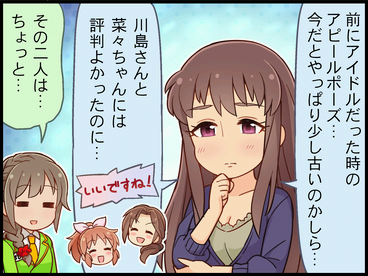 前にアイドルだった時の
アピールポーズ…
今だとやっぱり少し古いのかしら…
川島さんと
菜々ちゃんには
評判よかったのに…
いいですね!
その二人は…
ちょっと…